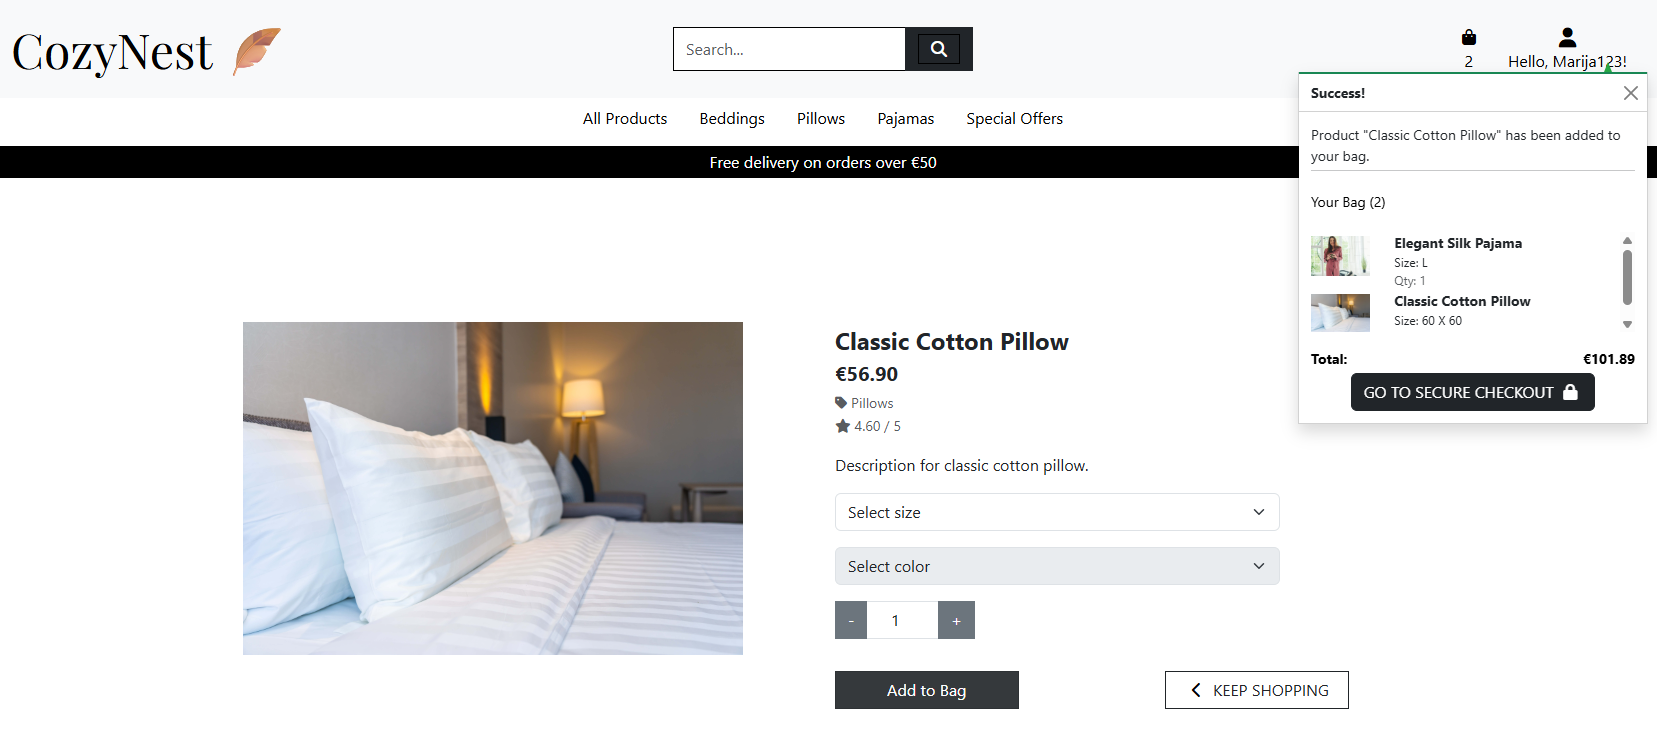 CozyNest
Search...
2
Hello, Marija123!
All Products
Beddings
Pillows
Pajamas
Special Offers
Free delivery on orders over €50
Success!
Product "Classic Cotton Pillow" has been added to
your bag.
Your Bag (2)
Elegant Silk Pajama
Size: L
Qty: 1
Classic Cotton Pillow
Size: 60 X 60
Total: €101.89
GO TO SECURE CHECKOUT
Classic Cotton Pillow
€56.90
Pillows
4.60 / 5
Description for classic cotton pillow.
Select size
Select color
- 1 +
Add to Bag
KEEP SHOPPING